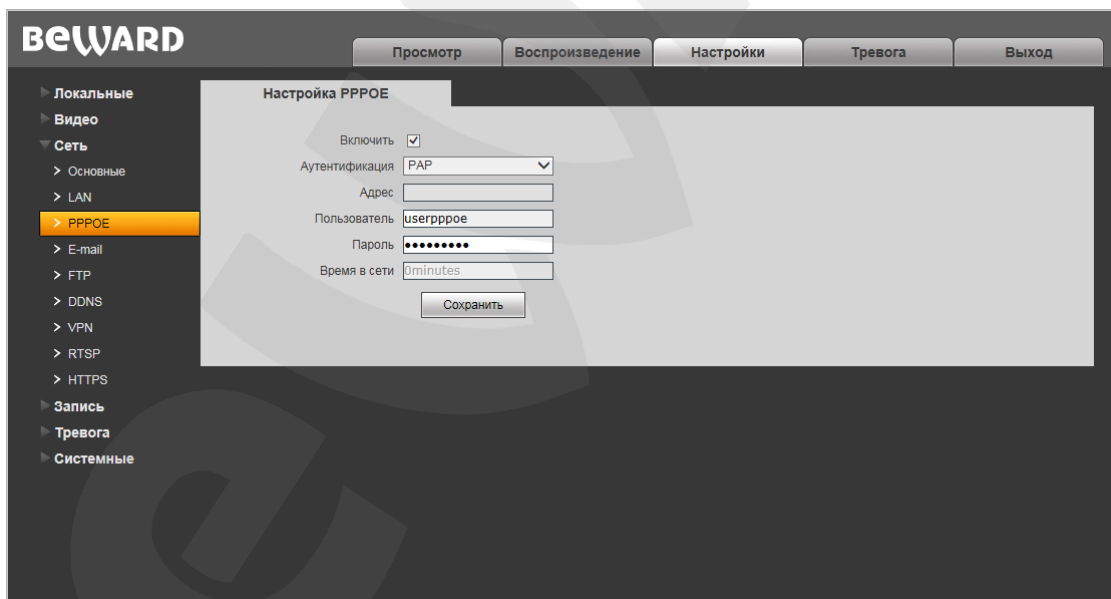 BEWARD
Просмотр
Воспроизведение
Настройки
Тревога
Выход
Локальные
Видео
Сеть
> Основные
> LAN
> PPPOE
> E-mail
> FTP
> DDNS
> VPN
> RTSP
> HTTPS
Запись
Тревога
Системные
Настройка PPPOE
Включить
Аутентификация PAP
Адрес
Пользователь userpppoe
Пароль •••••••••
Время в сети 0minutes
Сохранить